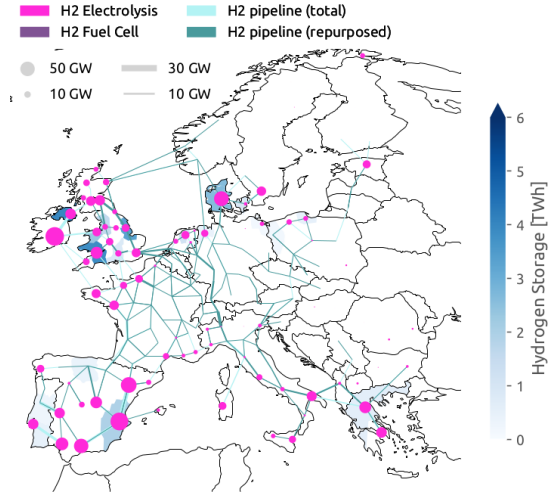 H2 Electrolysis
H2 Fuel Cell
H2 pipeline (total)
H2 pipeline (repurposed)
50 GW
10 GW
30 GW
10 GW
6
5
4
3
2
1
0
Hydrogen Storage [TWh]